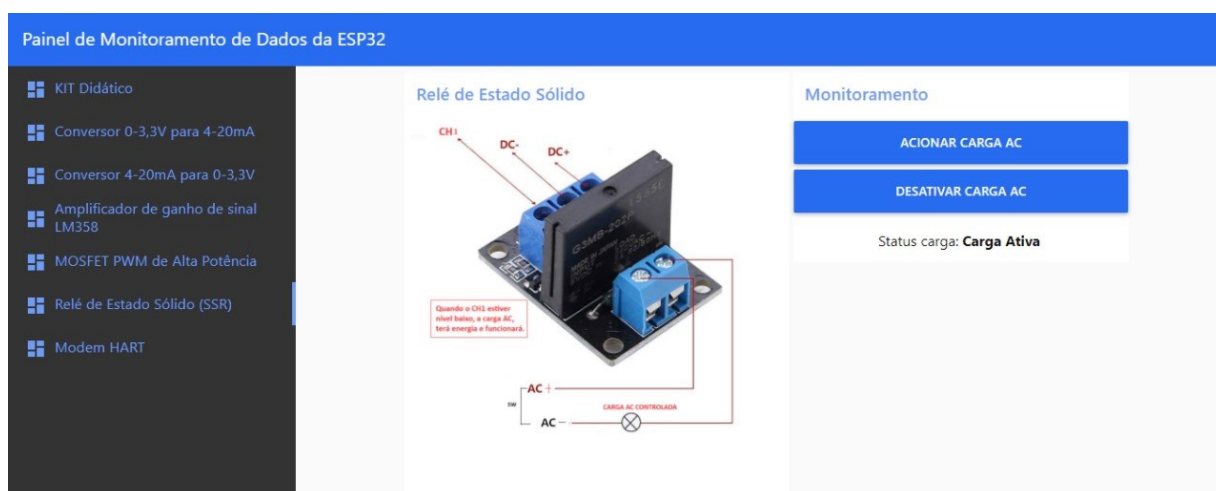 Painel de Monitoramento de Dados da ESP32
KIT Didático
Conversor 0-3,3V para 4-20mA
Conversor 4-20mA para 0-3,3V
Amplificador de ganho de sinal
LM358
MOSFET PWM de Alta Potência
Relé de Estado Sólido (SSR)
Modem HART
Relé de Estado Sólido
CH1
DC-
DC+
1565E
G3MB-202P
Quando o CH1 estiver
nível baixo, a carga AC,
terá energia e funcionará.
AC +
SW
CARGA AC CONTROLADA
AC -
Monitoramento
ACIONAR CARGA AC
DESATIVAR CARGA AC
Status carga: Carga Ativa